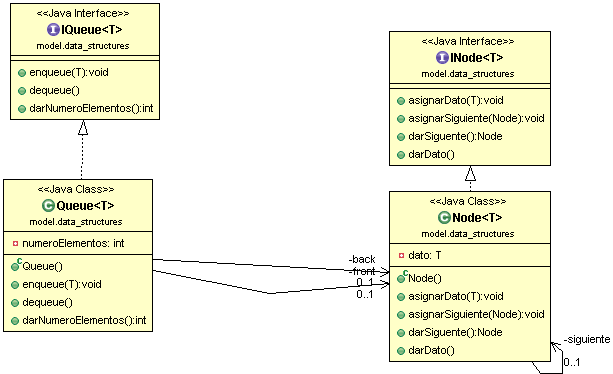 <<Java Interface>>
I IQueue<T>
model.data_structures
enqueue(T):void
dequeue()
darNumeroElementos():int
<<Java Interface>>
I INode<T>
model.data_structures
asignarDato(T):void
asignarSiguiente(Node):void
darSiguente():Node
darDato()
<<Java Class>>
C Queue<T>
model.data_structures
numeroElementos: int
C Queue()
enqueue(T):void
dequeue()
darNumeroElementos():int
-back
0..1
-front
0..1
<<Java Class>>
C Node<T>
model.data_structures
dato: T
C Node()
asignarDato(T):void
asignarSiguiente(Node):void
darSiguente():Node
darDato()
-siguiente
0..1